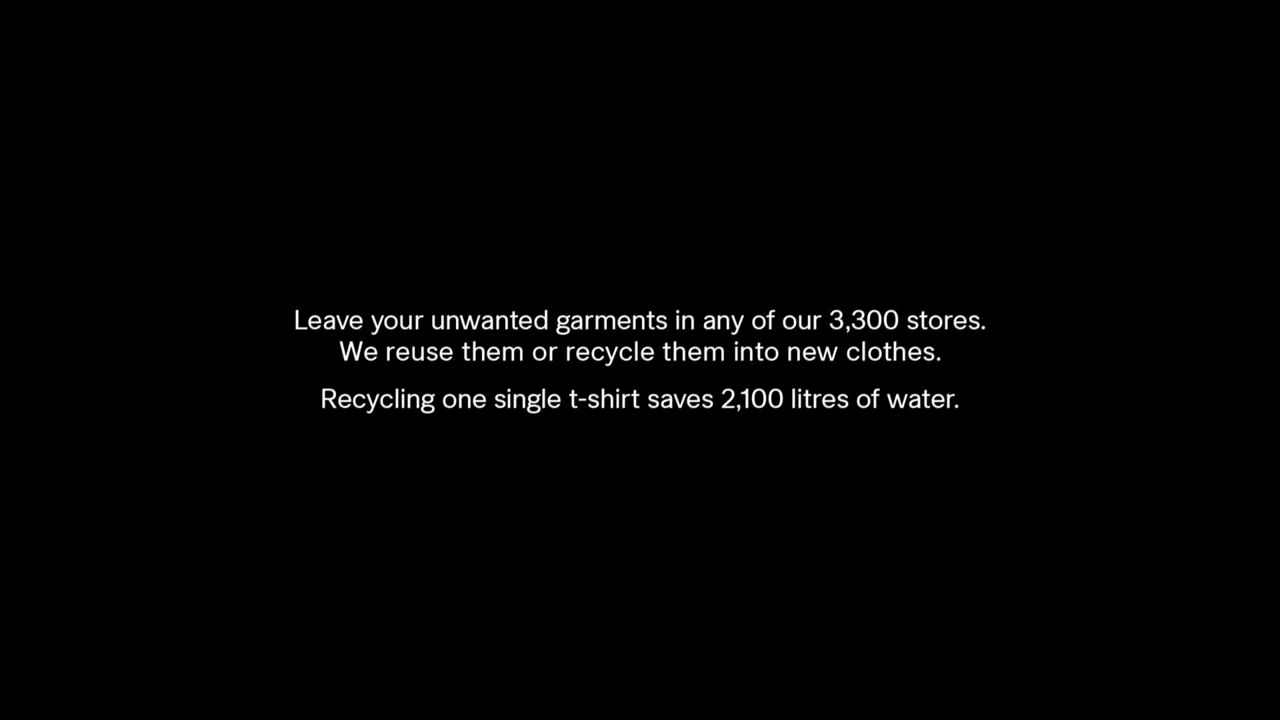 Leave your unwanted garments in any of our 3,300 stores.
We reuse them or recycle them into new clothes.
Recycling one single t-shirt saves 2,100 litres of water.